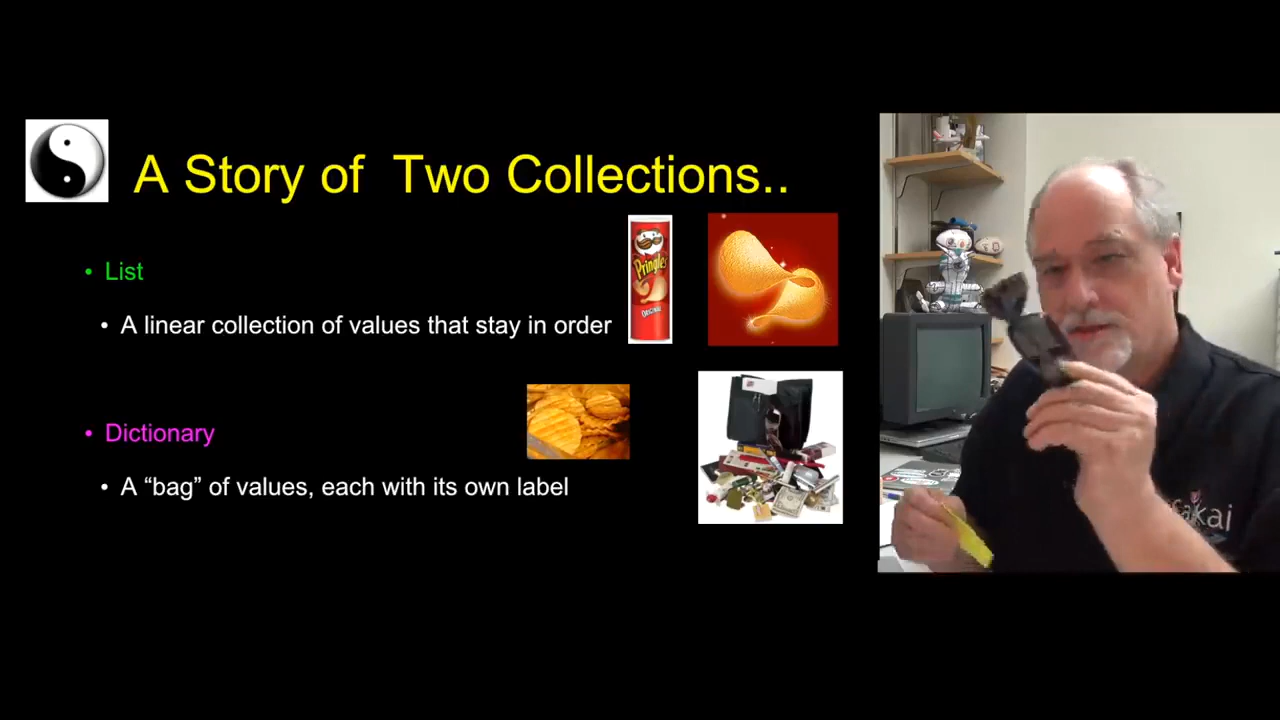 A Story of Two Collections..
List
A linear collection of values that stay in order
Pringles
ORIGINAL
Dictionary
A “bag” of values, each with its own label
sakai